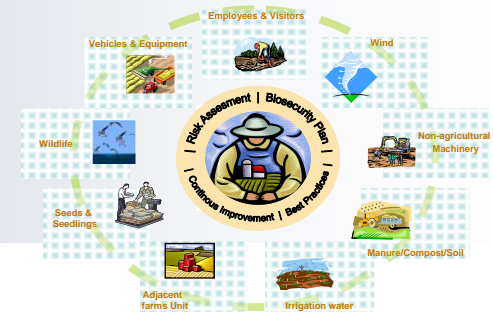 Employees & Visitors
Vehicles & Equipment
Wind
| Risk Assesment | Biosecurity Plan |
Wildlife
Non-agricultural
Machinery
| Continous Improvement | Best Practices |
Seeds &
Seedlings
Manure/Compost/Soil
Adjacent
farms Unit
Irrigation water